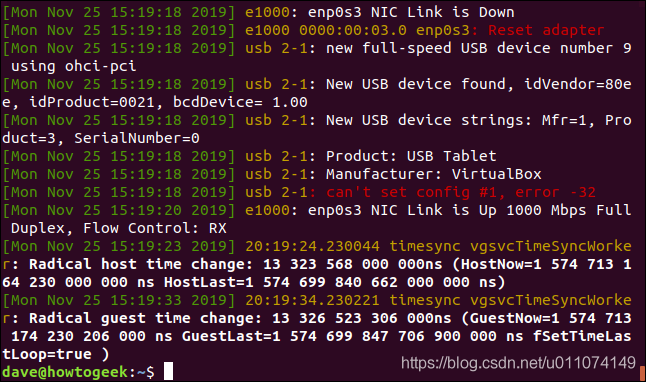 [Mon Nov 25 15:19:18 2019] e1000: enp0s3 NIC Link is Down
[Mon Nov 25 15:19:18 2019] e1000 0000:00:03.0 enp0s3: Reset adapter
[Mon Nov 25 15:19:18 2019] usb 2-1: new full-speed USB device number 9
 using ohci-pci
[Mon Nov 25 15:19:18 2019] usb 2-1: New USB device found, idVendor=80e
e, idProduct=0021, bcdDevice= 1.00
[Mon Nov 25 15:19:18 2019] usb 2-1: New USB device strings: Mfr=1, Pro
duct=3, SerialNumber=0
[Mon Nov 25 15:19:18 2019] usb 2-1: Product: USB Tablet
[Mon Nov 25 15:19:18 2019] usb 2-1: Manufacturer: VirtualBox
[Mon Nov 25 15:19:18 2019] usb 2-1: can't set config #1, error -32
[Mon Nov 25 15:19:20 2019] e1000: enp0s3 NIC Link is Up 1000 Mbps Full
 Duplex, Flow Control: RX
[Mon Nov 25 15:19:23 2019] 20:19:24.230044 timesync vgsvcTimeSyncWorke
r: Radical host time change: 13 323 568 000 000ns (HostNow=1 574 713 1
64 230 000 000 ns HostLast=1 574 699 840 662 000 000 ns)
[Mon Nov 25 15:19:33 2019] 20:19:34.230221 timesync vgsvcTimeSyncWorke
r: Radical guest time change: 13 326 523 306 000ns (GuestNow=1 574 713
 174 230 206 000 ns GuestLast=1 574 699 847 706 900 000 ns fSetTimeLas
tLoop=true )
dave@howtogeek:~$
https://blog.csdn.net/u011074149